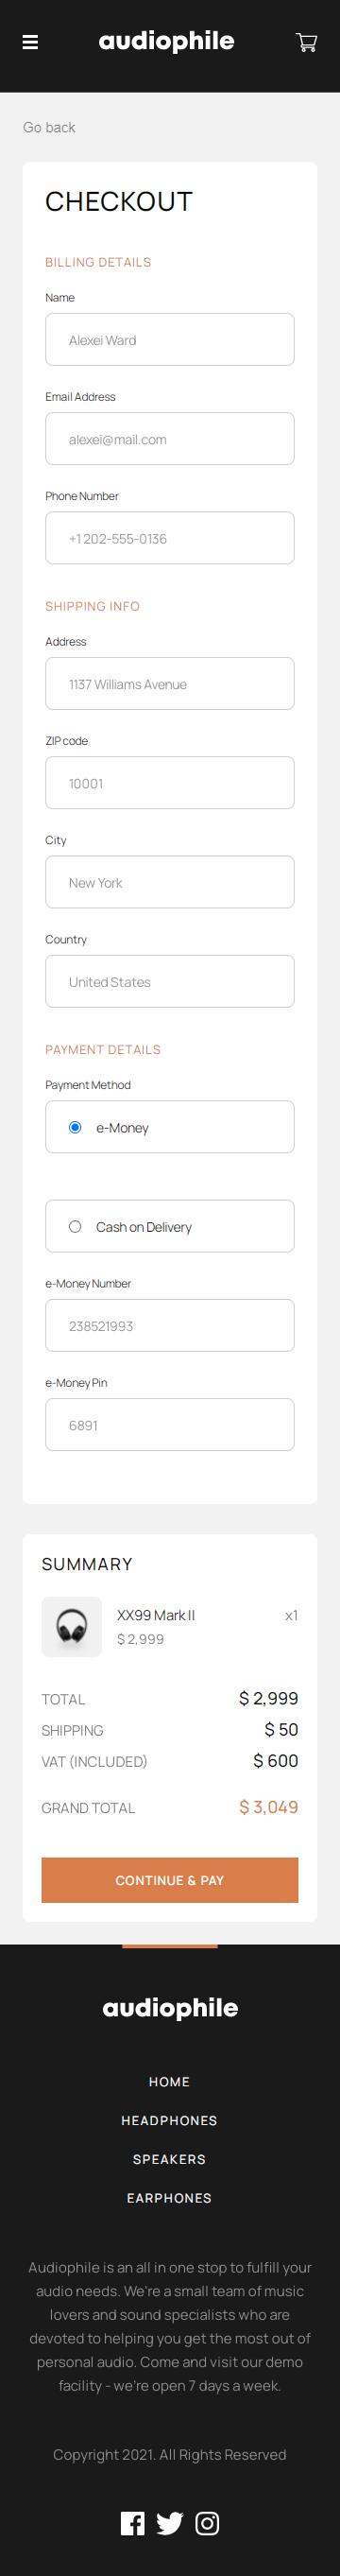 audiophile
Go back
CHECKOUT
BILLING DETAILS
Name
Alexei Ward
Email Address
alexei@mail.com
Phone Number
+1 202-555-0136
SHIPPING INFO
Address
1137 Williams Avenue
ZIP code
10001
City
New York
Country
United States
PAYMENT DETAILS
Payment Method
e-Money
Cash on Delivery
e-Money Number
238521993
e-Money Pin
6891
SUMMARY
XX99 Mark II x1
$ 2,999
TOTAL $ 2,999
SHIPPING $ 50
VAT (INCLUDED) $ 600
GRAND TOTAL $ 3,049
CONTINUE & PAY
audiophile
HOME
HEADPHONES
SPEAKERS
EARPHONES
Audiophile is an all in one stop to fulfill your
audio needs. We're a small team of music
lovers and sound specialists who are
devoted to helping you get the most out of
personal audio. Come and visit our demo
facility - we're open 7 days a week.
Copyright 2021. All Rights Reserved